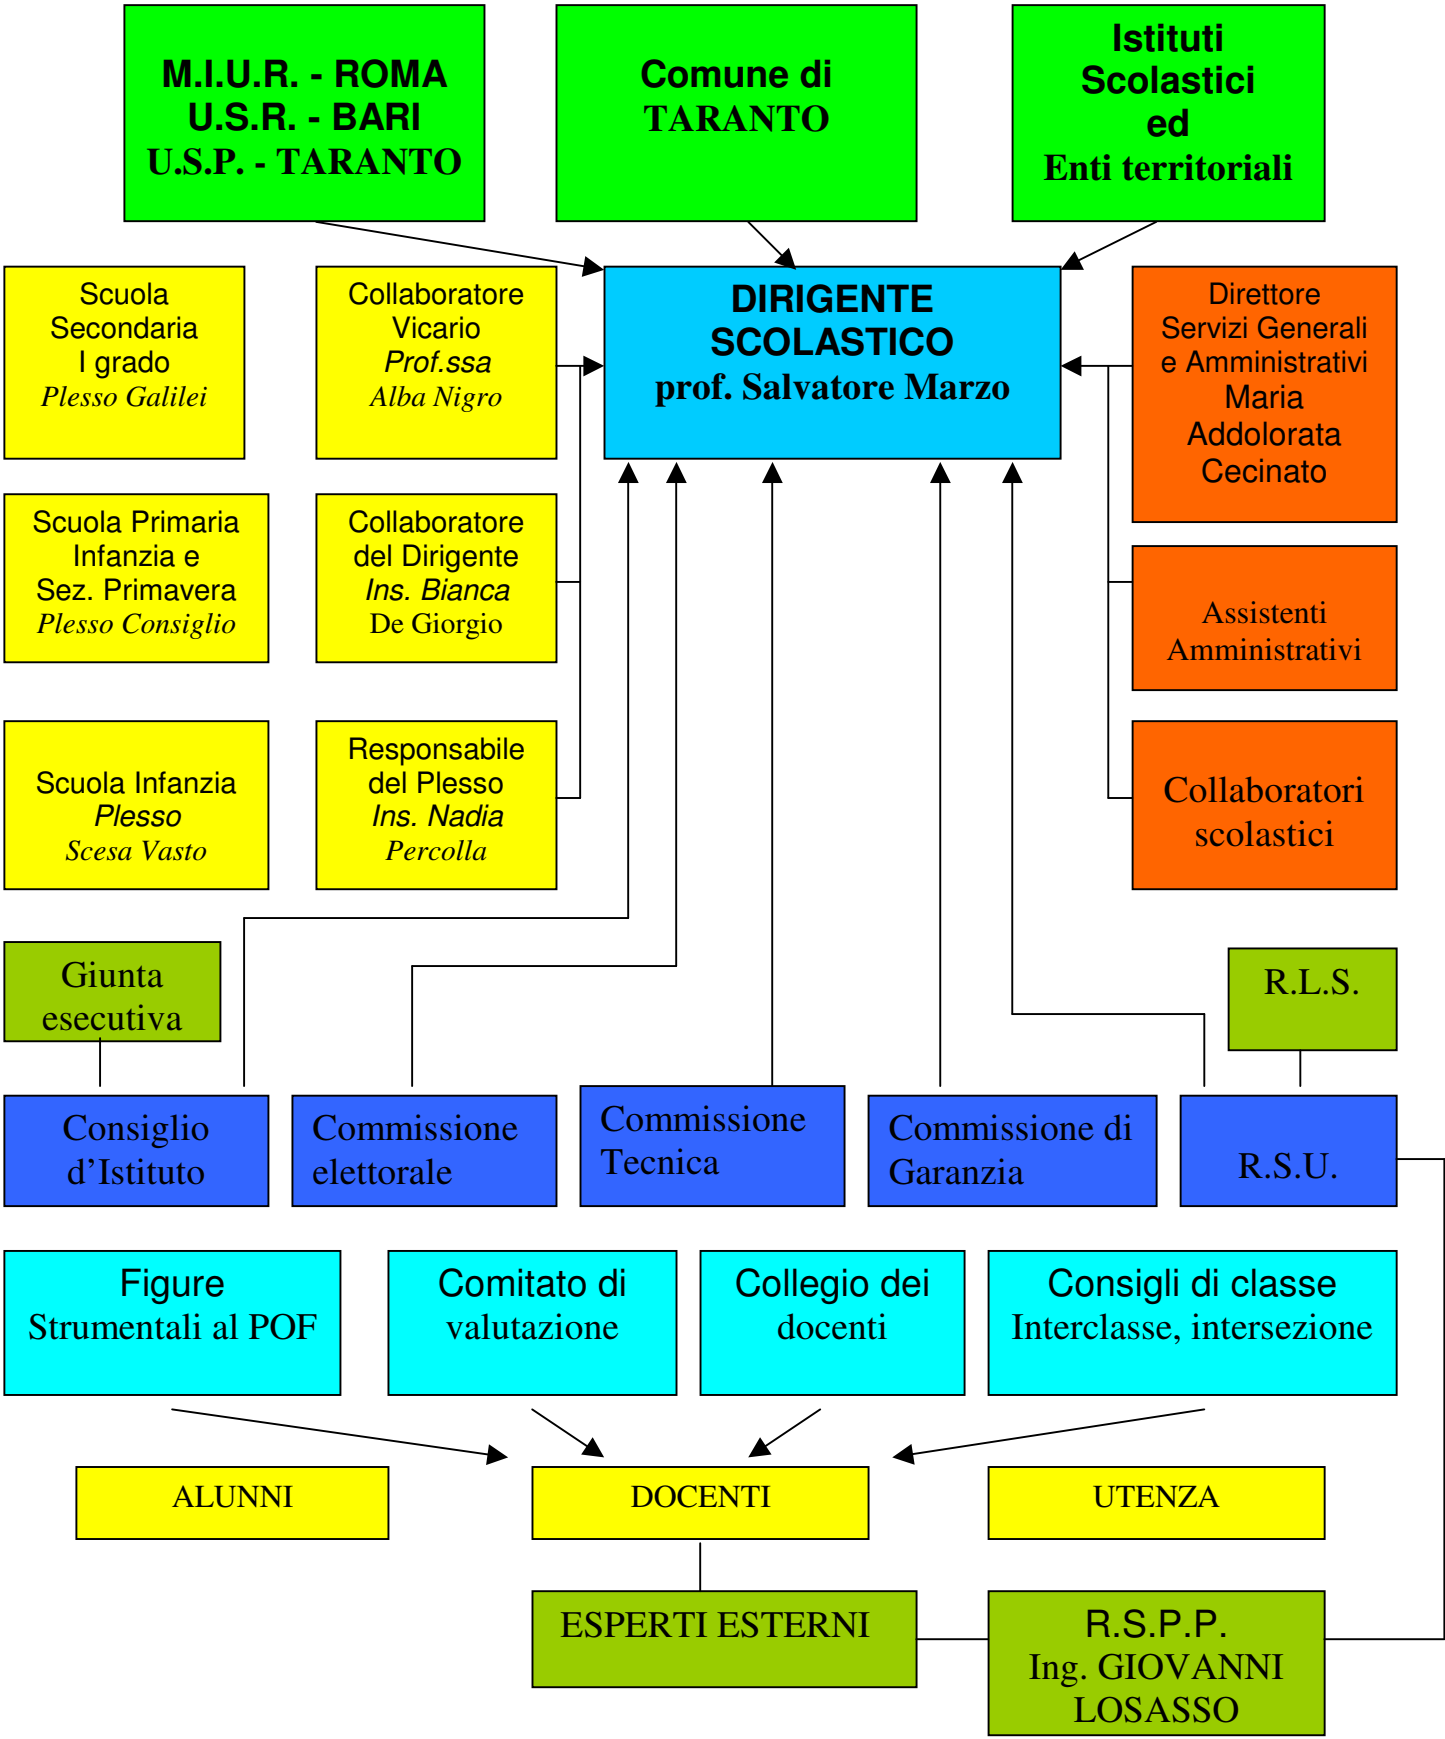 M.I.U.R. - ROMA
U.S.R. - BARI
U.S.P. - TARANTO
Comune di
TARANTO
Istituti
Scolastici
ed
Enti territoriali
Scuola
Secondaria
I grado
Plesso Galilei
Collaboratore
Vicario
Prof.ssa
Alba Nigro
DIRIGENTE
SCOLASTICO
prof. Salvatore Marzo
Direttore
Servizi Generali
e Amministrativi
Maria
Addolorata
Cecinato
Scuola Primaria
Infanzia e
Sez. Primavera
Plesso Consiglio
Collaboratore
del Dirigente
Ins. Bianca
De Giorgio
Assistenti
Amministrativi
Scuola Infanzia
Plesso
Scesa Vasto
Responsabile
del Plesso
Ins. Nadia
Percolla
Collaboratori
scolastici
Giunta
esecutiva
R.L.S.
Consiglio
d’Istituto
Commissione
elettorale
Commissione
Tecnica
Commissione di
Garanzia
R.S.U.
Figure
Strumentali al POF
Comitato di
valutazione
Collegio dei
docenti
Consigli di classe
Interclasse, intersezione
ALUNNI
DOCENTI
UTENZA
ESPERTI ESTERNI
R.S.P.P.
Ing. GIOVANNI
LOSASSO